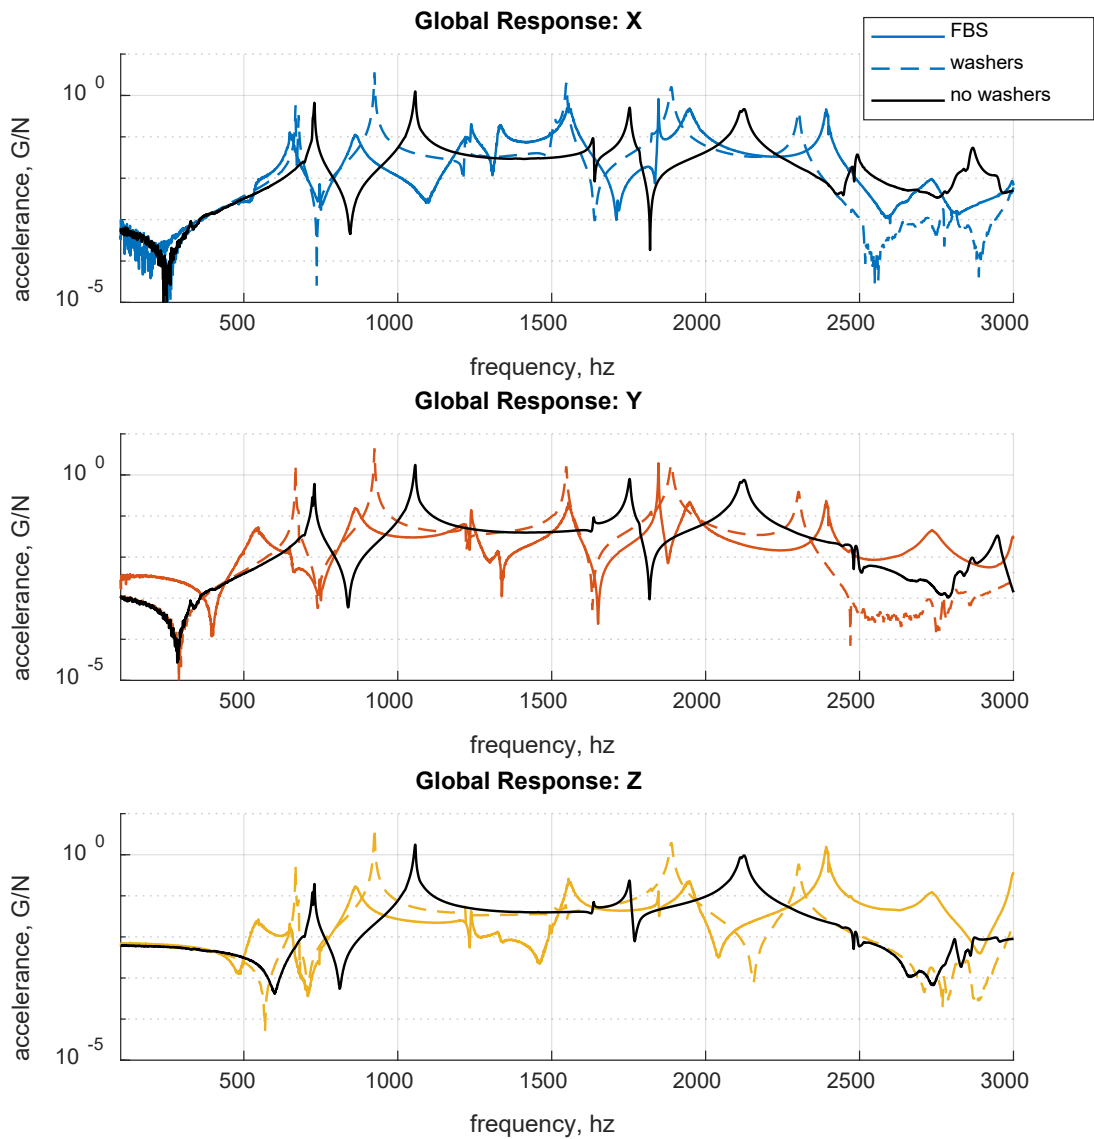 Global Response: X
FBS
washers
no washers
10 0
10 -5
accelerance, G/N
500 1000 1500 2000 2500 3000
frequency, hz
Global Response: Y
10 0
10 -5
accelerance, G/N
500 1000 1500 2000 2500 3000
frequency, hz
Global Response: Z
10 0
10 -5
accelerance, G/N
500 1000 1500 2000 2500 3000
frequency, hz